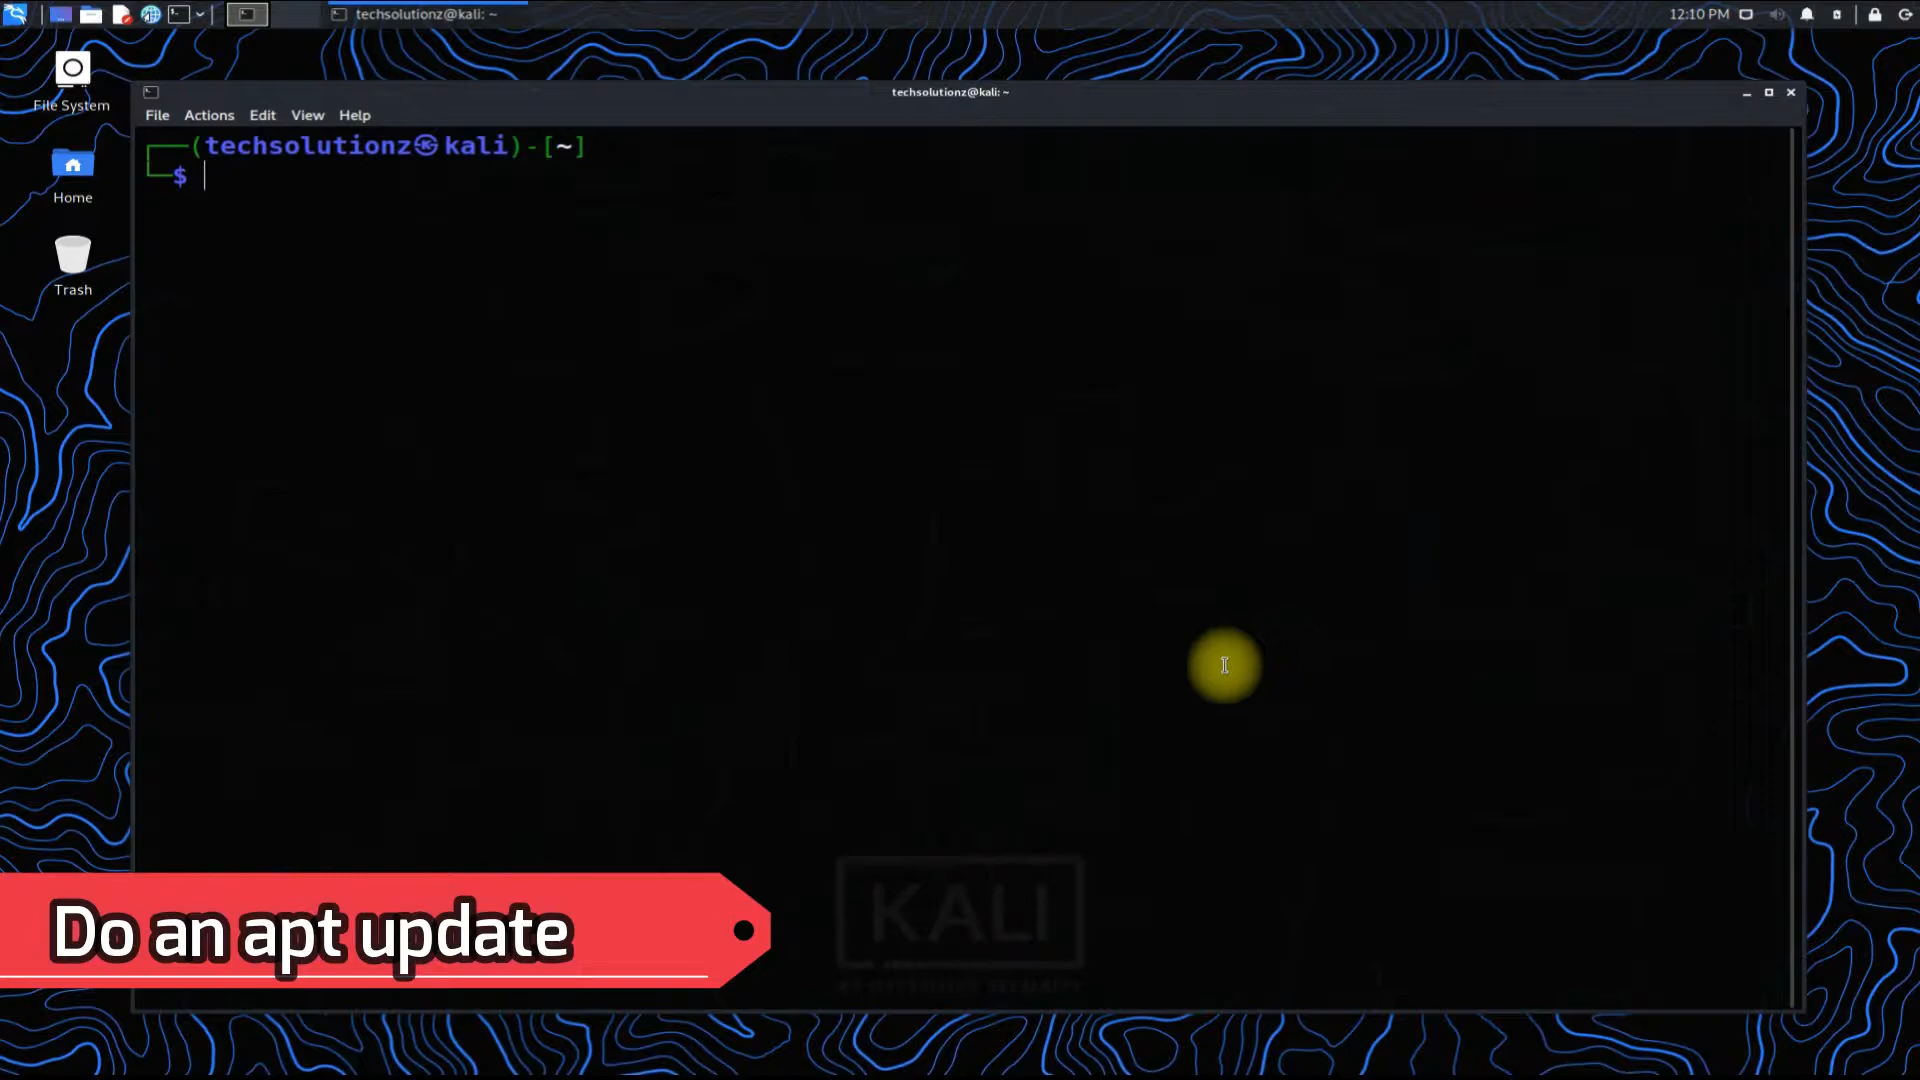 techsolutionz@kali: ~
12:10 PM
File System
Home
Trash
techsolutionz@kali: ~
File Actions Edit View Help
(techsolutionz㉿kali)-[~]
$
KALI
Do an apt update